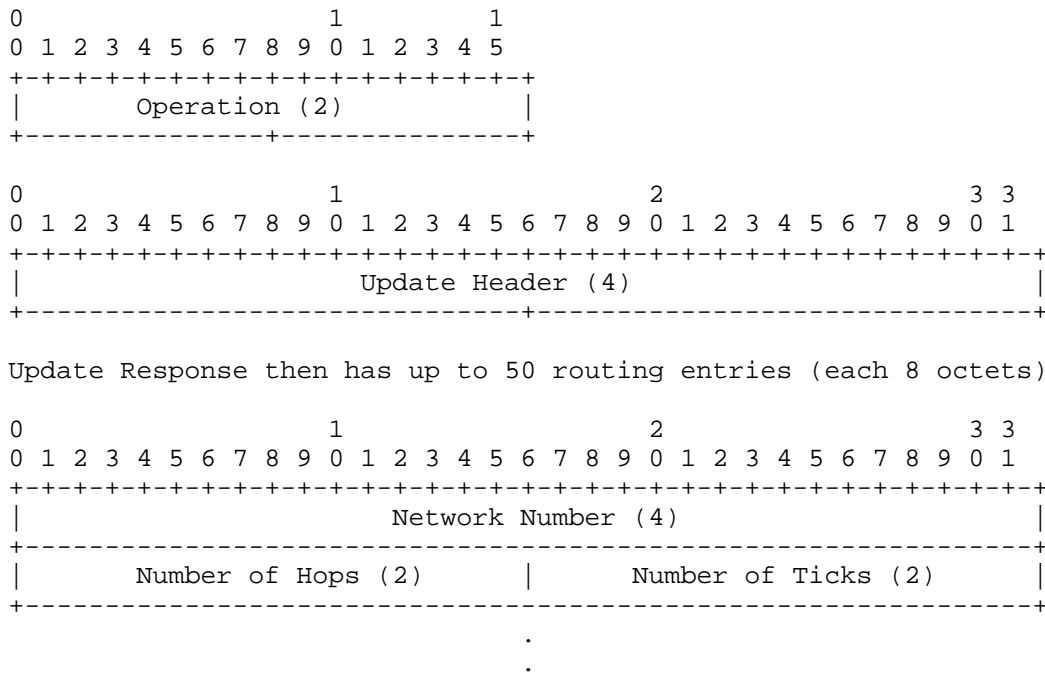 0                   1         1
0 1 2 3 4 5 6 7 8 9 0 1 2 3 4 5
+-+-+-+-+-+-+-+-+-+-+-+-+-+-+-+-+
|       Operation (2)           |
+---------------+---------------+
0                   1                   2                   3 3
0 1 2 3 4 5 6 7 8 9 0 1 2 3 4 5 6 7 8 9 0 1 2 3 4 5 6 7 8 9 0 1
+-+-+-+-+-+-+-+-+-+-+-+-+-+-+-+-+-+-+-+-+-+-+-+-+-+-+-+-+-+-+-+-+
|                     Update Header (4)                         |
+-------------------------------+-------------------------------+
Update Response then has up to 50 routing entries (each 8 octets)
0                   1                   2                   3 3
0 1 2 3 4 5 6 7 8 9 0 1 2 3 4 5 6 7 8 9 0 1 2 3 4 5 6 7 8 9 0 1
+-+-+-+-+-+-+-+-+-+-+-+-+-+-+-+-+-+-+-+-+-+-+-+-+-+-+-+-+-+-+-+-+
|                       Network Number (4)                      |
+---------------------------------------------------------------+
|       Number of Hops (2)      |      Number of Ticks (2)      |
+---------------------------------------------------------------+
.
.